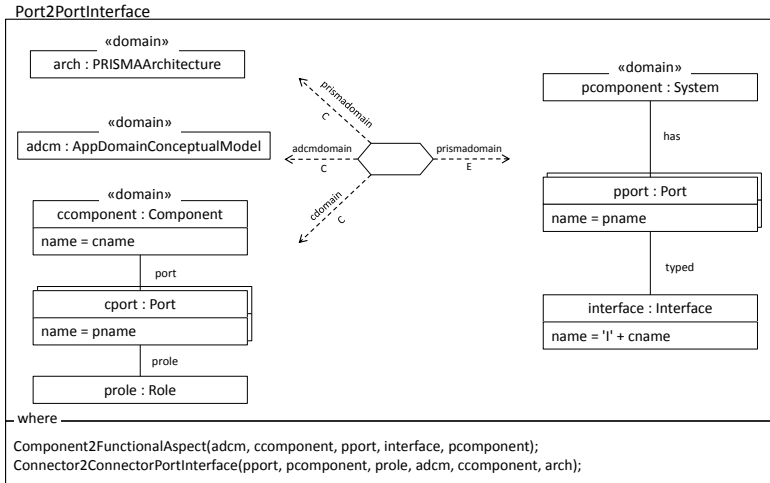 Port2PortInterface
«domain»
arch : PRISMAArchitecture
«domain»
adcm : AppDomainConceptualModel
«domain»
ccomponent : Component
name = cname
port
cport : Port
name = pname
prole
prole : Role
prismadomain
C
adcmdomain
C
cdomain
C
prismadomain
E
«domain»
pcomponent : System
has
pport : Port
name = pname
typed
interface : Interface
name = 'I' + cname
where
Component2FunctionalAspect(adcm, ccomponent, pport, interface, pcomponent);
Connector2ConnectorPortInterface(pport, pcomponent, prole, adcm, ccomponent, arch);